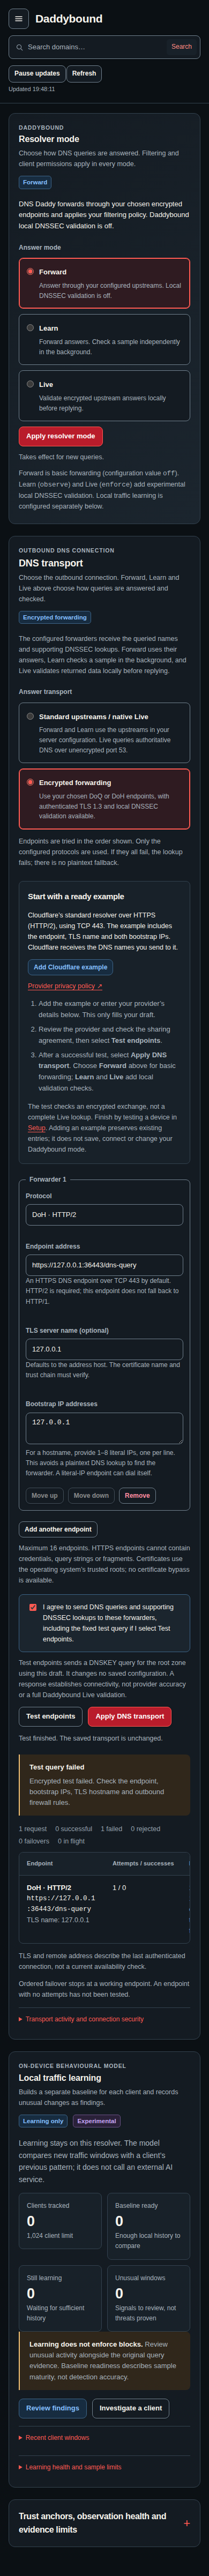 Daddybound
Search domains…
Search
Pause updates
Refresh
Updated 19:48:11
DADDYBOUND
Resolver mode
Choose how DNS queries are answered. Filtering and
client permissions apply in every mode.
Forward
DNS Daddy forwards through your chosen encrypted
endpoints and applies your filtering policy. Daddybound
local DNSSEC validation is off.
Answer mode
Forward
Answer through your configured upstreams. Local
DNSSEC validation is off.
Learn
Forward answers. Check a sample independently
in the background.
Live
Validate encrypted upstream answers locally
before replying.
Apply resolver mode
Takes effect for new queries.
Forward is basic forwarding (configuration value off).
Learn (observe) and Live (enforce) add experimental
local DNSSEC validation. Local traffic learning is
configured separately below.
OUTBOUND DNS CONNECTION
DNS transport
Choose the outbound connection. Forward, Learn and
Live above choose how answers are answered and
checked.
Encrypted forwarding
The configured forwarders receive the queried names
and supporting DNSSEC lookups. Forward uses their
answers, Learn checks a sample in the background, and
Live validates returned data locally before replying.
Answer transport
Standard upstreams / native Live
Forward and Learn use the upstreams in your
server configuration. Live queries authoritative
DNS over unencrypted port 53.
Encrypted forwarding
Use your chosen DoQ or DoH endpoints, with
authenticated TLS 1.3 and local DNSSEC
validation available.
Endpoints are tried in the order shown. Only the
configured protocols are used. If they all fail, the lookup
fails; there is no plaintext fallback.
Start with a ready example
Cloudflare's standard resolver over HTTPS
(HTTP/2), using TCP 443. The example includes
the endpoint, TLS name and both bootstrap IPs.
Cloudflare receives the DNS names you send to it.
Add Cloudflare example
Provider privacy policy ↗
1. Add the example or enter your provider's
details below. This only fills your draft.
2. Review the provider and check the sharing
agreement, then select Test endpoints.
3. After a successful test, select Apply DNS
transport. Choose Forward above for basic
forwarding; Learn and Live add local
validation checks.
The test checks an encrypted exchange, not a
complete Live lookup. Finish by testing a device in
Setup. Adding an example preserves existing
entries; it does not save, connect or change your
Daddybound mode.
Forwarder 1
Protocol
DoH · HTTP/2
Endpoint address
https://127.0.0.1:36443/dns-query
An HTTPS DNS endpoint over TCP 443 by default.
HTTP/2 is required; this endpoint does not fall back to
HTTP/1.
TLS server name (optional)
127.0.0.1
Defaults to the address host. The certificate name and
trust chain must verify.
Bootstrap IP addresses
127.0.0.1
For a hostname, provide 1–8 literal IPs, one per line.
This avoids a plaintext DNS lookup to find the
forwarder. A literal-IP endpoint can dial itself.
Move up
Move down
Remove
Add another endpoint
Maximum 16 endpoints. HTTPS endpoints cannot contain
credentials, query strings or fragments. Certificates use
the operating system's trusted roots; no certificate bypass
is available.
I agree to send DNS queries and supporting
DNSSEC lookups to these forwarders,
including the fixed test query if I select Test
endpoints.
Test endpoints sends a DNSKEY query for the root zone
using this draft. It changes no saved configuration. A
response establishes connectivity, not provider accuracy
or a full Daddybound Live validation.
Test endpoints
Apply DNS transport
Test finished. The saved transport is unchanged.
Test query failed
Encrypted test failed. Check the endpoint,
bootstrap IPs, TLS hostname and outbound
firewall rules.
1 request 0 successful 1 failed 0 rejected
0 failovers 0 in flight
Endpoint Attempts / successes
DoH · HTTP/2 1 / 0
https://127.0.0.1
:36443/dns-query
TLS name: 127.0.0.1
TLS and remote address describe the last authenticated
connection, not a current availability check.
Ordered failover stops at a working endpoint. An endpoint
with no attempts has not been tested.
Transport activity and connection security
ON-DEVICE BEHAVIOURAL MODEL
Local traffic learning
Builds a separate baseline for each client and records
unusual changes as findings.
Learning only
Experimental
Learning stays on this resolver. The model
compares new traffic windows with a client's
previous pattern; it does not call an external AI
service.
Clients tracked
0
1,024 client limit
Baseline ready
0
Enough local history to
compare
Still learning
0
Waiting for sufficient
history
Unusual windows
0
Signals to review, not
threats proven
Learning does not enforce blocks. Review
unusual activity alongside the original query
evidence. Baseline readiness describes sample
maturity, not detection accuracy.
Review findings
Investigate a client
Recent client windows
Learning health and sample limits
Trust anchors, observation health and
evidence limits
+